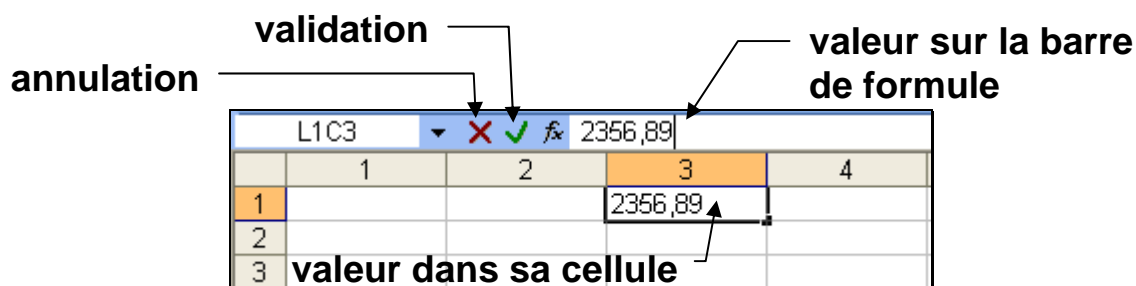 validation
valeur sur la barre
de formule
annulation
L1C3 fx 2356,89
1 2 3 4
1 2356,89
2
3 valeur dans sa cellule